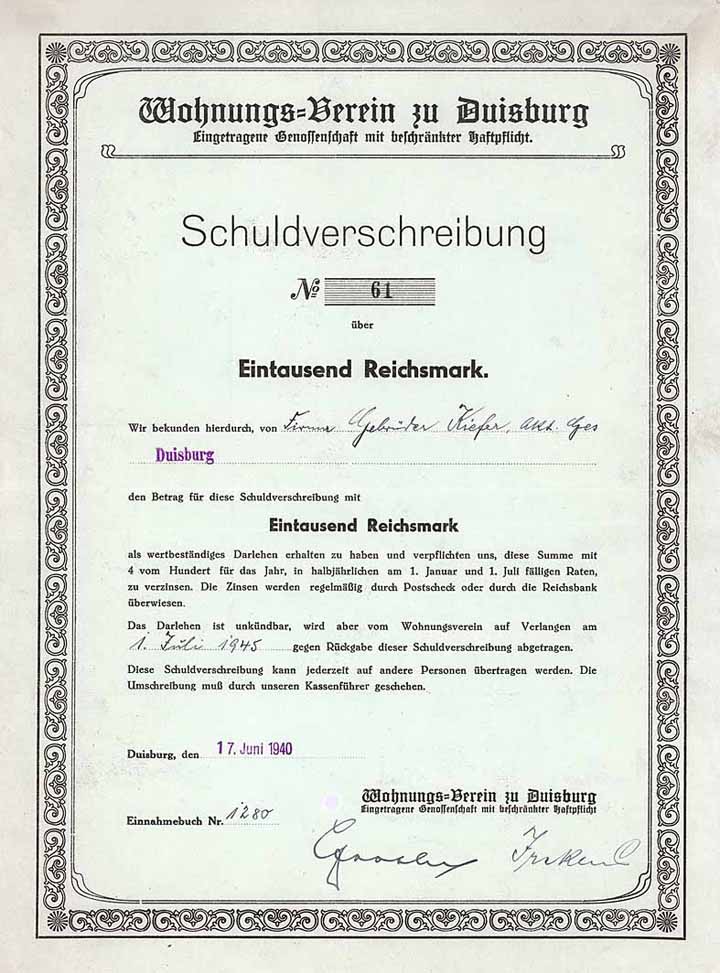 Wohnungs=Verein zu Duisburg
Eingetragene Genossenschaft mit beschränkter Haftpflicht.
Schuldverschreibung
No 61
über
Eintausend Reichsmark.
Wir bekunden hierdurch, von Firma Gebrüder Kiefer, Akt. Ges
Duisburg
den Betrag für diese Schuldverschreibung mit
Eintausend Reichsmark
als wertbeständiges Darlehen erhalten zu haben und verpflichten uns, diese Summe mit
4 vom Hundert für das Jahr, in halbjährlichen am 1. Januar und 1. Juli fälligen Raten,
zu verzinsen. Die Zinsen werden regelmäßig durch Postscheck oder durch die Reichsbank
überwiesen.
Das Darlehen ist unkündbar, wird aber vom Wohnungsverein auf Verlangen am
1. Juli 1945 gegen Rückgabe dieser Schuldverschreibung abgetragen.
Diese Schuldverschreibung kann jederzeit auf andere Personen übertragen werden. Die
Umschreibung muß durch unseren Kassenführer geschehen.
Duisburg, den 17. Juni 1940
Wohnungs=Verein zu Duisburg
Eingetragene Genossenschaft mit beschränkter Haftpflicht
Einnahmebuch Nr. 1280